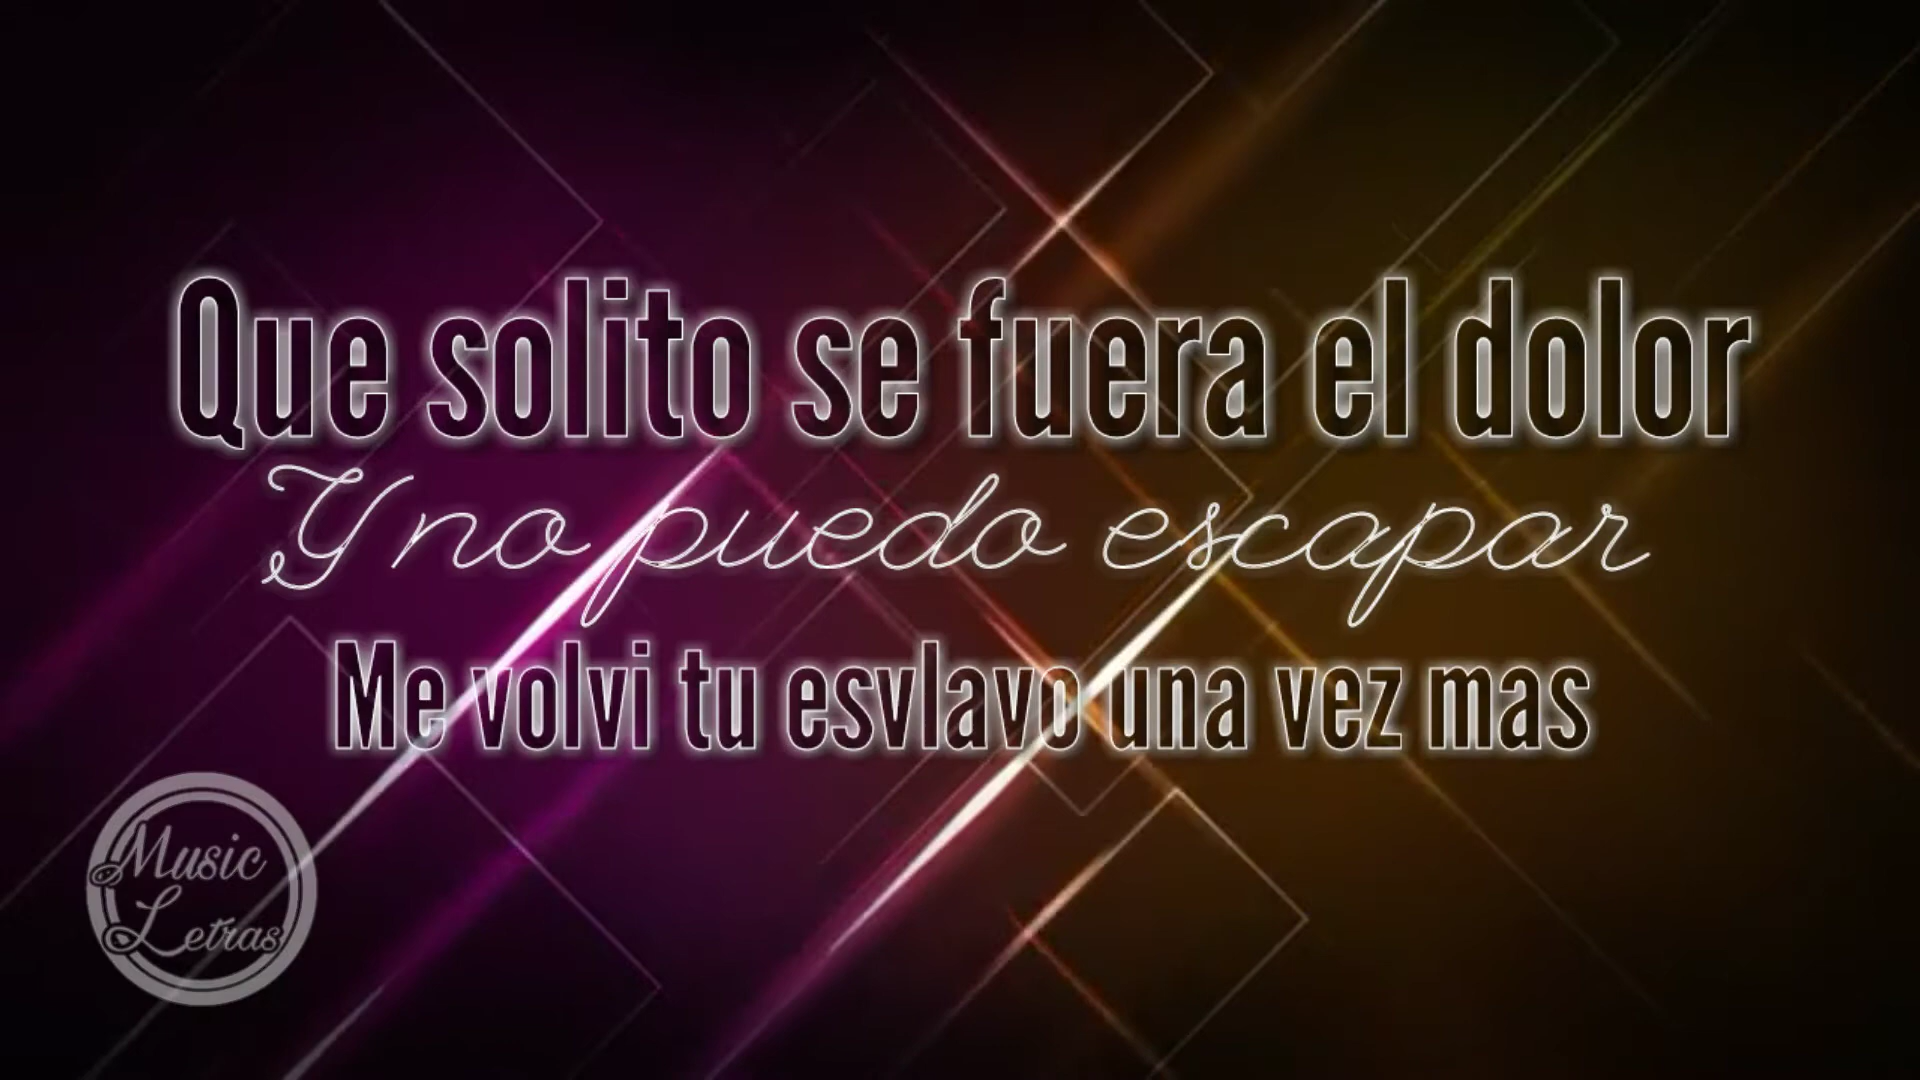 Que solito se fuera el dolor
Y no puedo escapar
Me volvi tu esvlavo una vez mas
Music
Letras